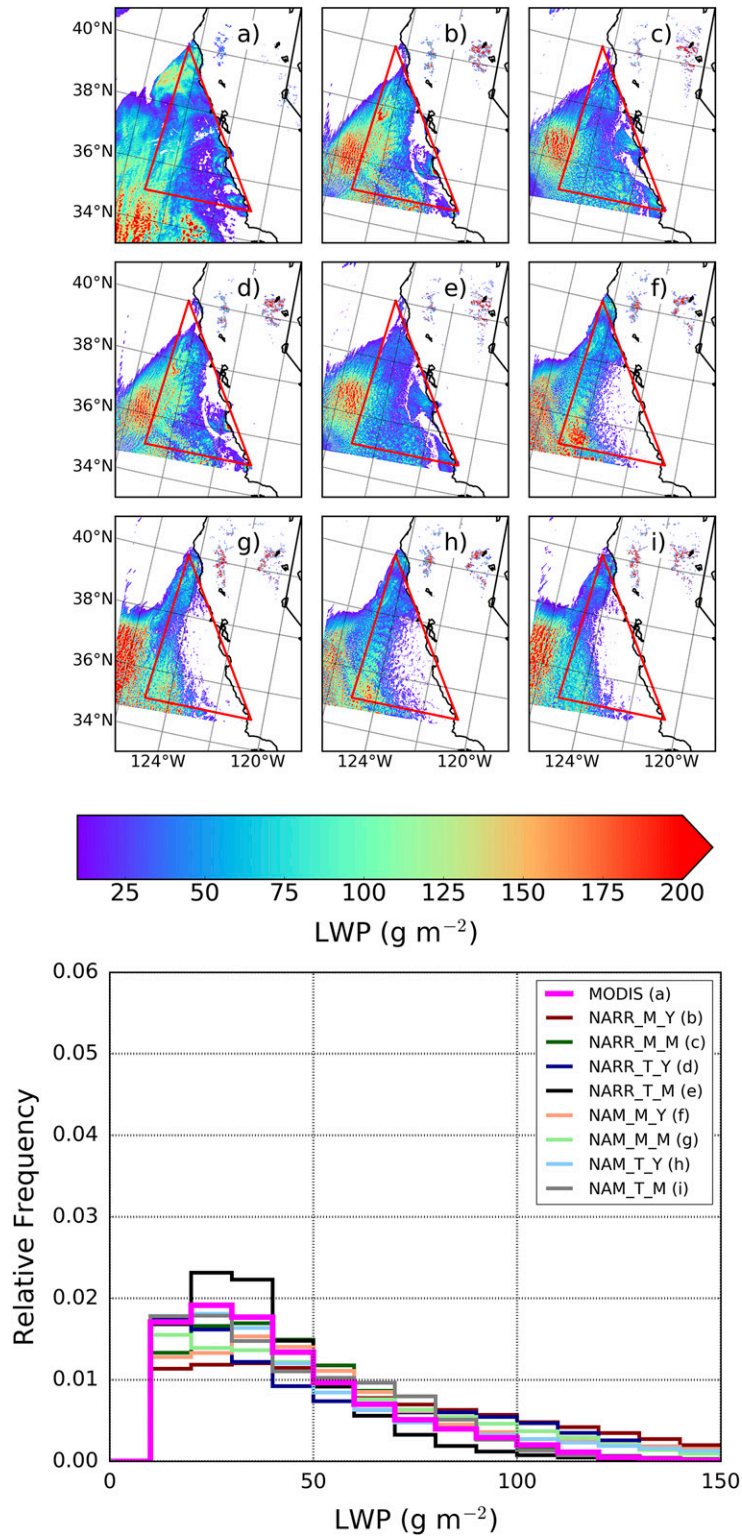 40°N a) b) c)
38°N
36°N
34°N
40°N d) e) f)
38°N
36°N
34°N
40°N g) h) i)
38°N
36°N
34°N
124°W 120°W 124°W 120°W 124°W 120°W
25 50 75 100 125 150 175 200
LWP (g m⁻²)
0.06
MODIS (a)
NARR_M_Y (b)
NARR_M_M (c)
NARR_T_Y (d)
NARR_T_M (e)
NAM_M_Y (f)
NAM_M_M (g)
NAM_T_Y (h)
NAM_T_M (i)
0.05
0.04
0.03
0.02
0.01
0.00
Relative Frequency
0 50 100 150
LWP (g m⁻²)